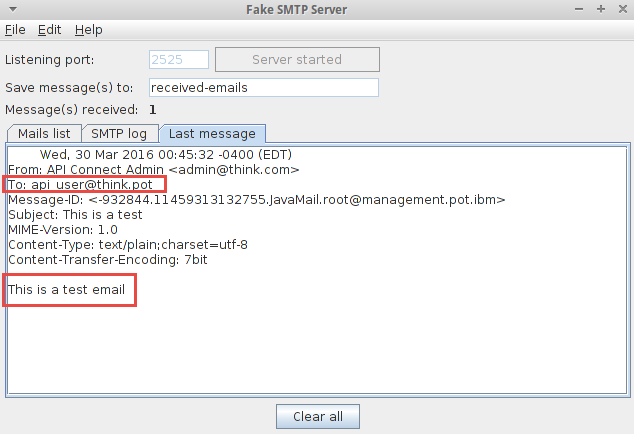 Fake SMTP Server
File Edit Help
Listening port: 2525 Server started
Save message(s) to: received-emails
Message(s) received: 1
Mails list SMTP log Last message
Wed, 30 Mar 2016 00:45:32 -0400 (EDT)
From: API Connect Admin <admin@think.com>
To: api_user@think.pot
Message-ID: <-932844.11459313132755.JavaMail.root@management.pot.ibm>
Subject: This is a test
MIME-Version: 1.0
Content-Type: text/plain;charset=utf-8
Content-Transfer-Encoding: 7bit
This is a test email
Clear all